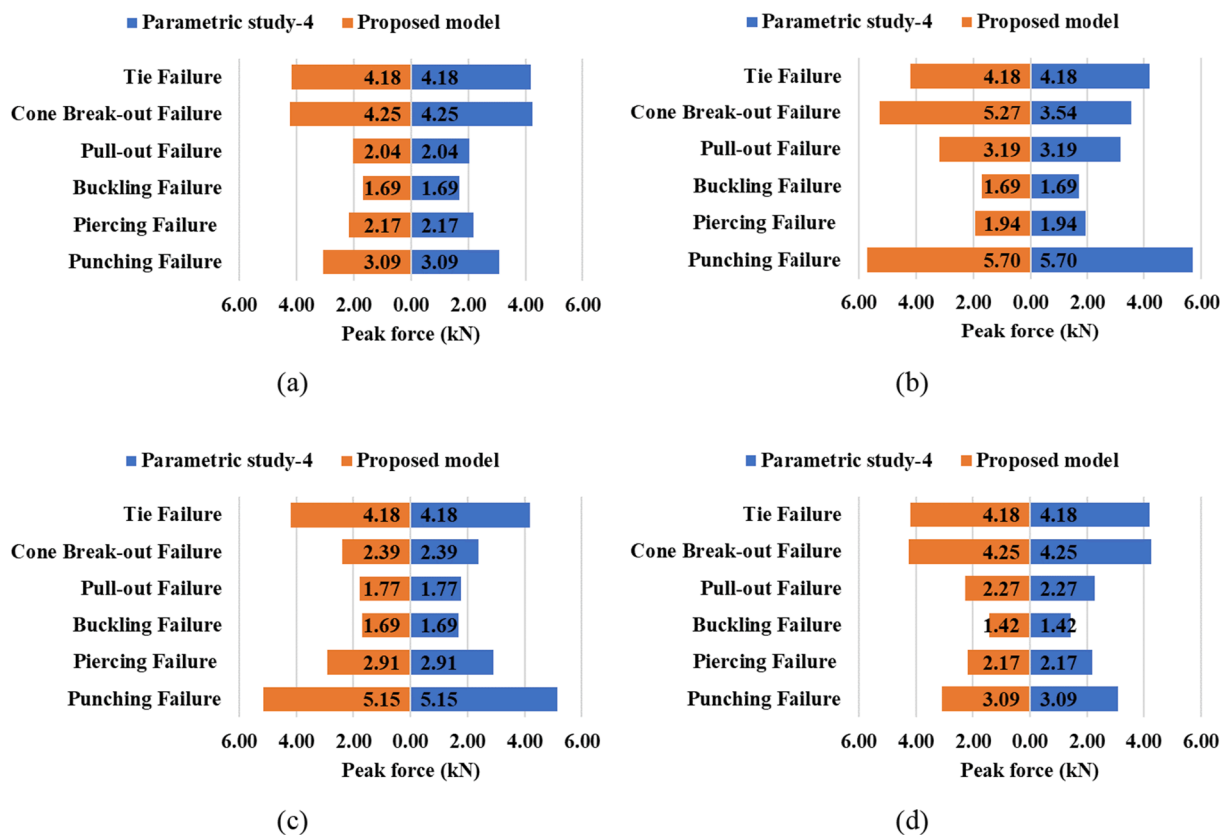 (a)
Parametric study-4 Proposed model
Tie Failure 4.18 4.18
Cone Break-out Failure 4.25 4.25
Pull-out Failure 2.04 2.04
Buckling Failure 1.69 1.69
Piercing Failure 2.17 2.17
Punching Failure 3.09 3.09
6.00 4.00 2.00 0.00 2.00 4.00 6.00
Peak force (kN)
(a)
(b)
Parametric study-4 Proposed model
Tie Failure 4.18 4.18
Cone Break-out Failure 5.27 3.54
Pull-out Failure 3.19 3.19
Buckling Failure 1.69 1.69
Piercing Failure 1.94 1.94
Punching Failure 5.70 5.70
6.00 4.00 2.00 0.00 2.00 4.00 6.00
Peak force (kN)
(b)
(c)
Parametric study-4 Proposed model
Tie Failure 4.18 4.18
Cone Break-out Failure 2.39 2.39
Pull-out Failure 1.77 1.77
Buckling Failure 1.69 1.69
Piercing Failure 2.91 2.91
Punching Failure 5.15 5.15
6.00 4.00 2.00 0.00 2.00 4.00 6.00
Peak force (kN)
(c)
(d)
Parametric study-4 Proposed model
Tie Failure 4.18 4.18
Cone Break-out Failure 4.25 4.25
Pull-out Failure 2.27 2.27
Buckling Failure 1.42 1.42
Piercing Failure 2.17 2.17
Punching Failure 3.09 3.09
6.00 4.00 2.00 0.00 2.00 4.00 6.00
Peak force (kN)
(d)